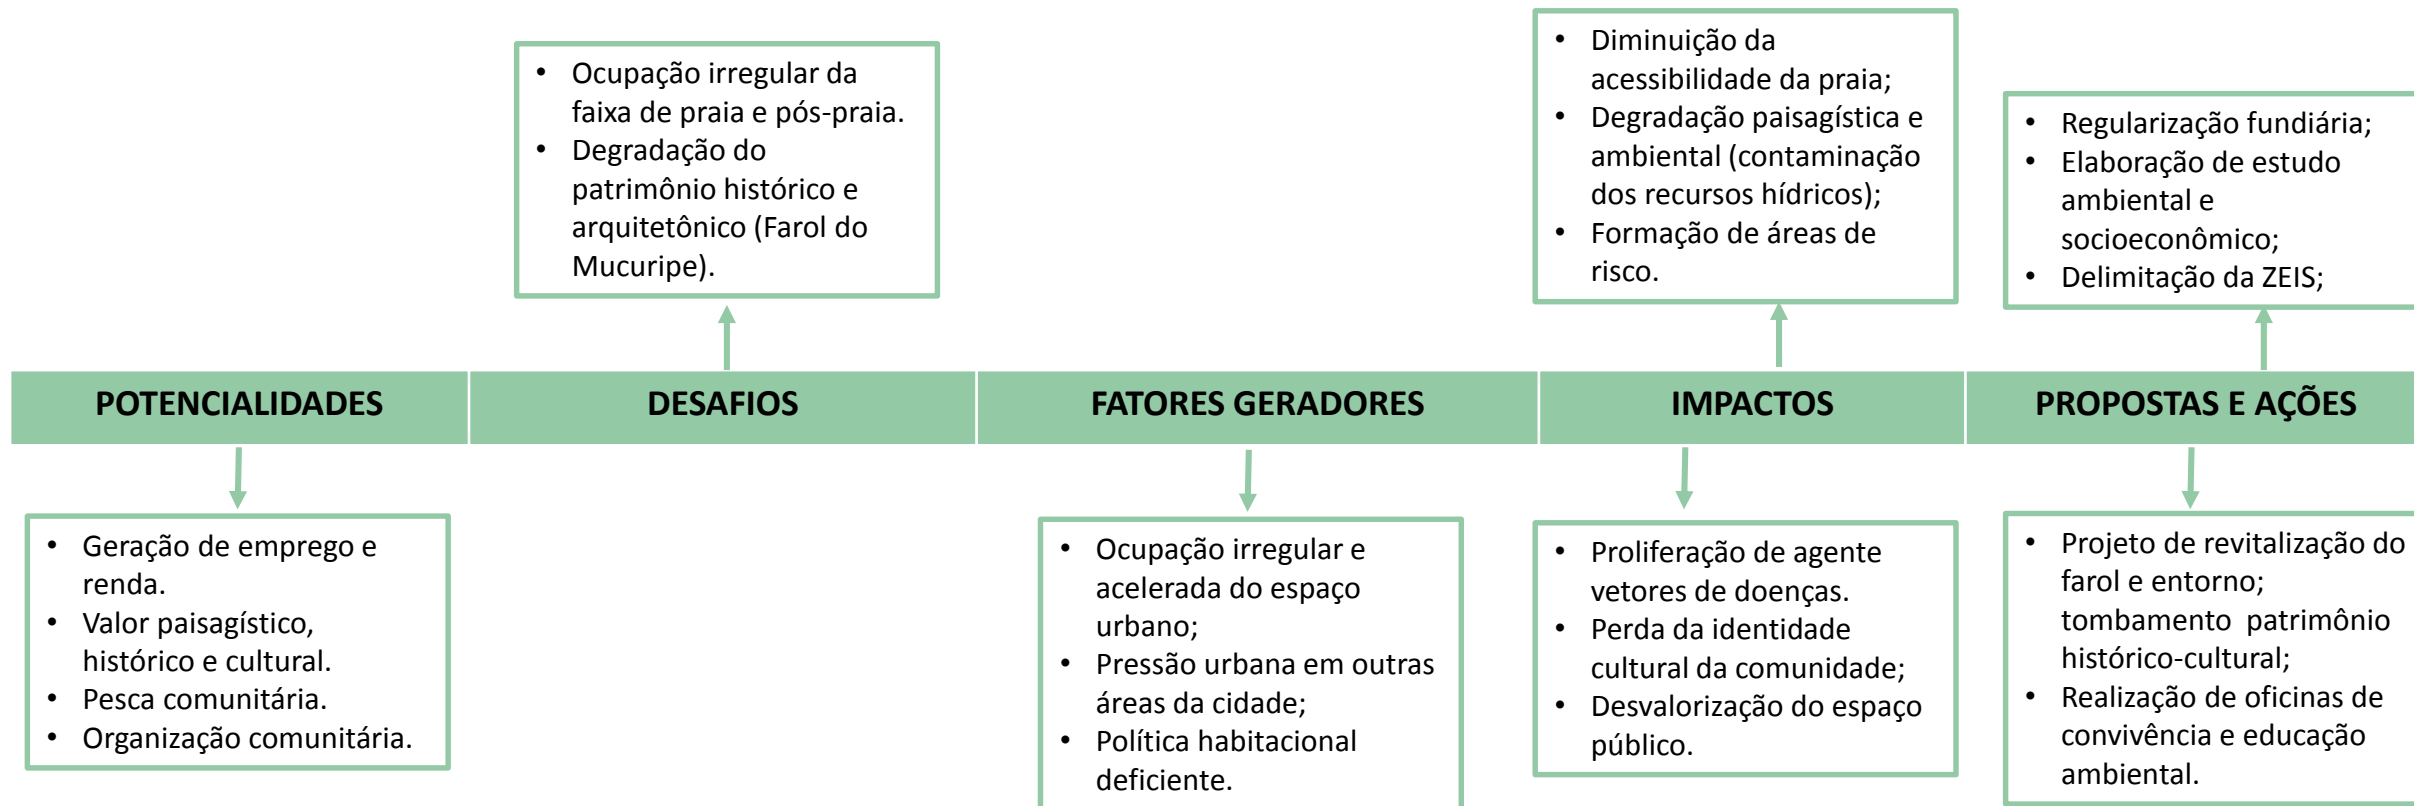 • Ocupação irregular da
faixa de praia e pós-praia.
• Degradação do
patrimônio histórico e
arquitetônico (Farol do
Mucuripe).
• Diminuição da
acessibilidade da praia;
• Degradação paisagística e
ambiental (contaminação
dos recursos hídricos);
• Formação de áreas de
risco.
• Regularização fundiária;
• Elaboração de estudo
ambiental e
socioeconômico;
• Delimitação da ZEIS;
POTENCIALIDADES
DESAFIOS
FATORES GERADORES
IMPACTOS
PROPOSTAS E AÇÕES
• Geração de emprego e
renda.
• Valor paisagístico,
histórico e cultural.
• Pesca comunitária.
• Organização comunitária.
• Ocupação irregular e
acelerada do espaço
urbano;
• Pressão urbana em outras
áreas da cidade;
• Política habitacional
deficiente.
• Proliferação de agente
vetores de doenças.
• Perda da identidade
cultural da comunidade;
• Desvalorização do espaço
público.
• Projeto de revitalização do
farol e entorno;
tombamento  patrimônio
histórico-cultural;
• Realização de oficinas de
convivência e educação
ambiental.